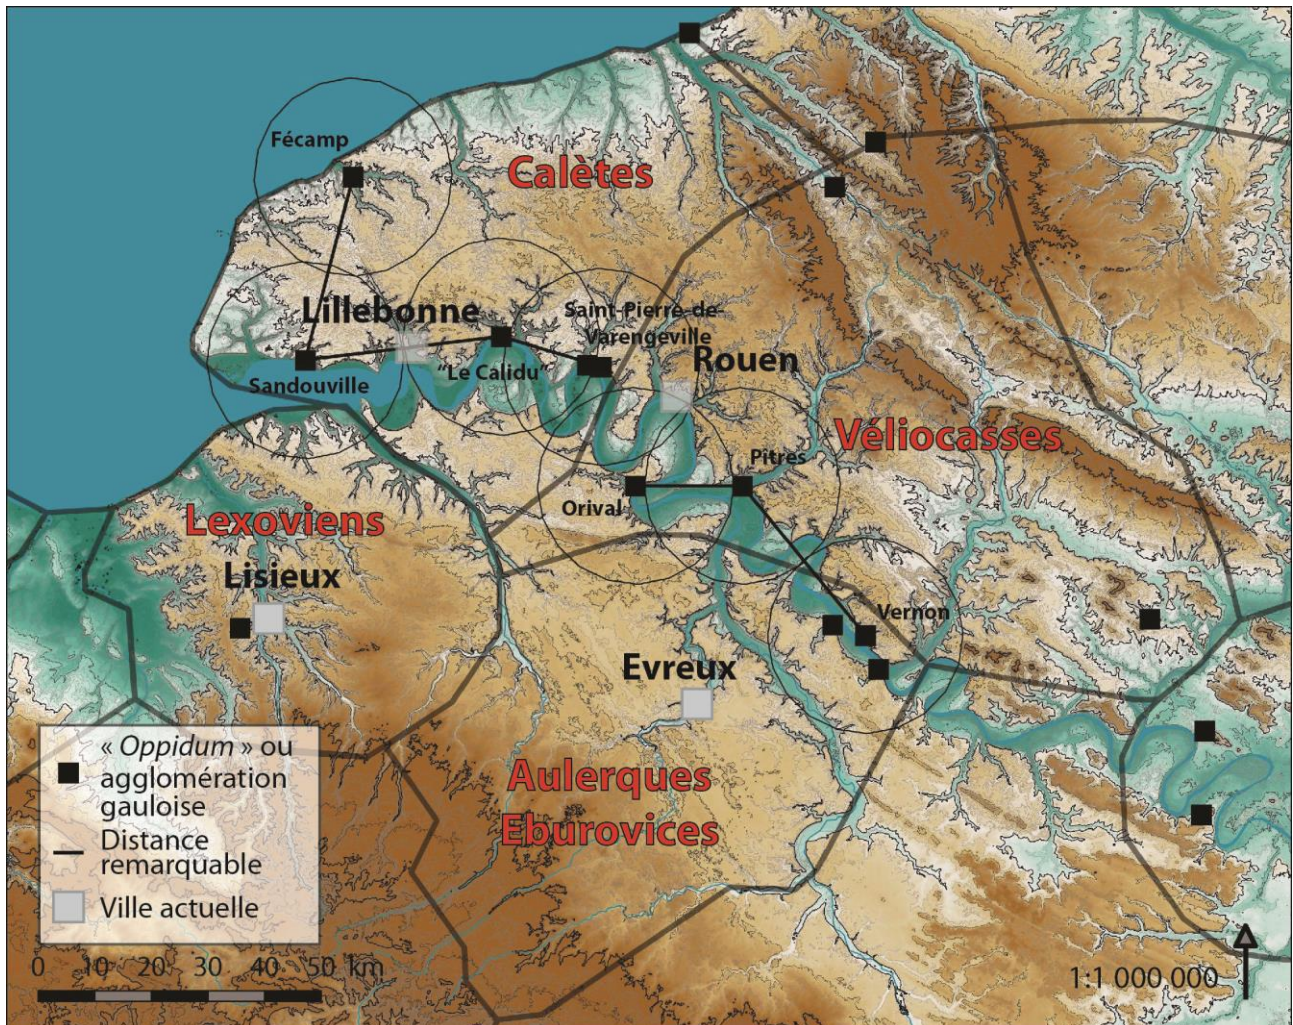 Fécamp
Calètes
Lillebonne
Saint-Pierre-de-
Varengeville
Rouen
"Le Calidu"
Sandouville
Véliocasses
Pitres
Orival
Lexoviens
Lisieux
Vernon
Evreux
Aulerques
Eburovices
« Oppidum » ou
agglomération
gauloise
Distance
remarquable
Ville actuelle
0 10 20 30 40 50 km
1:1 000 000